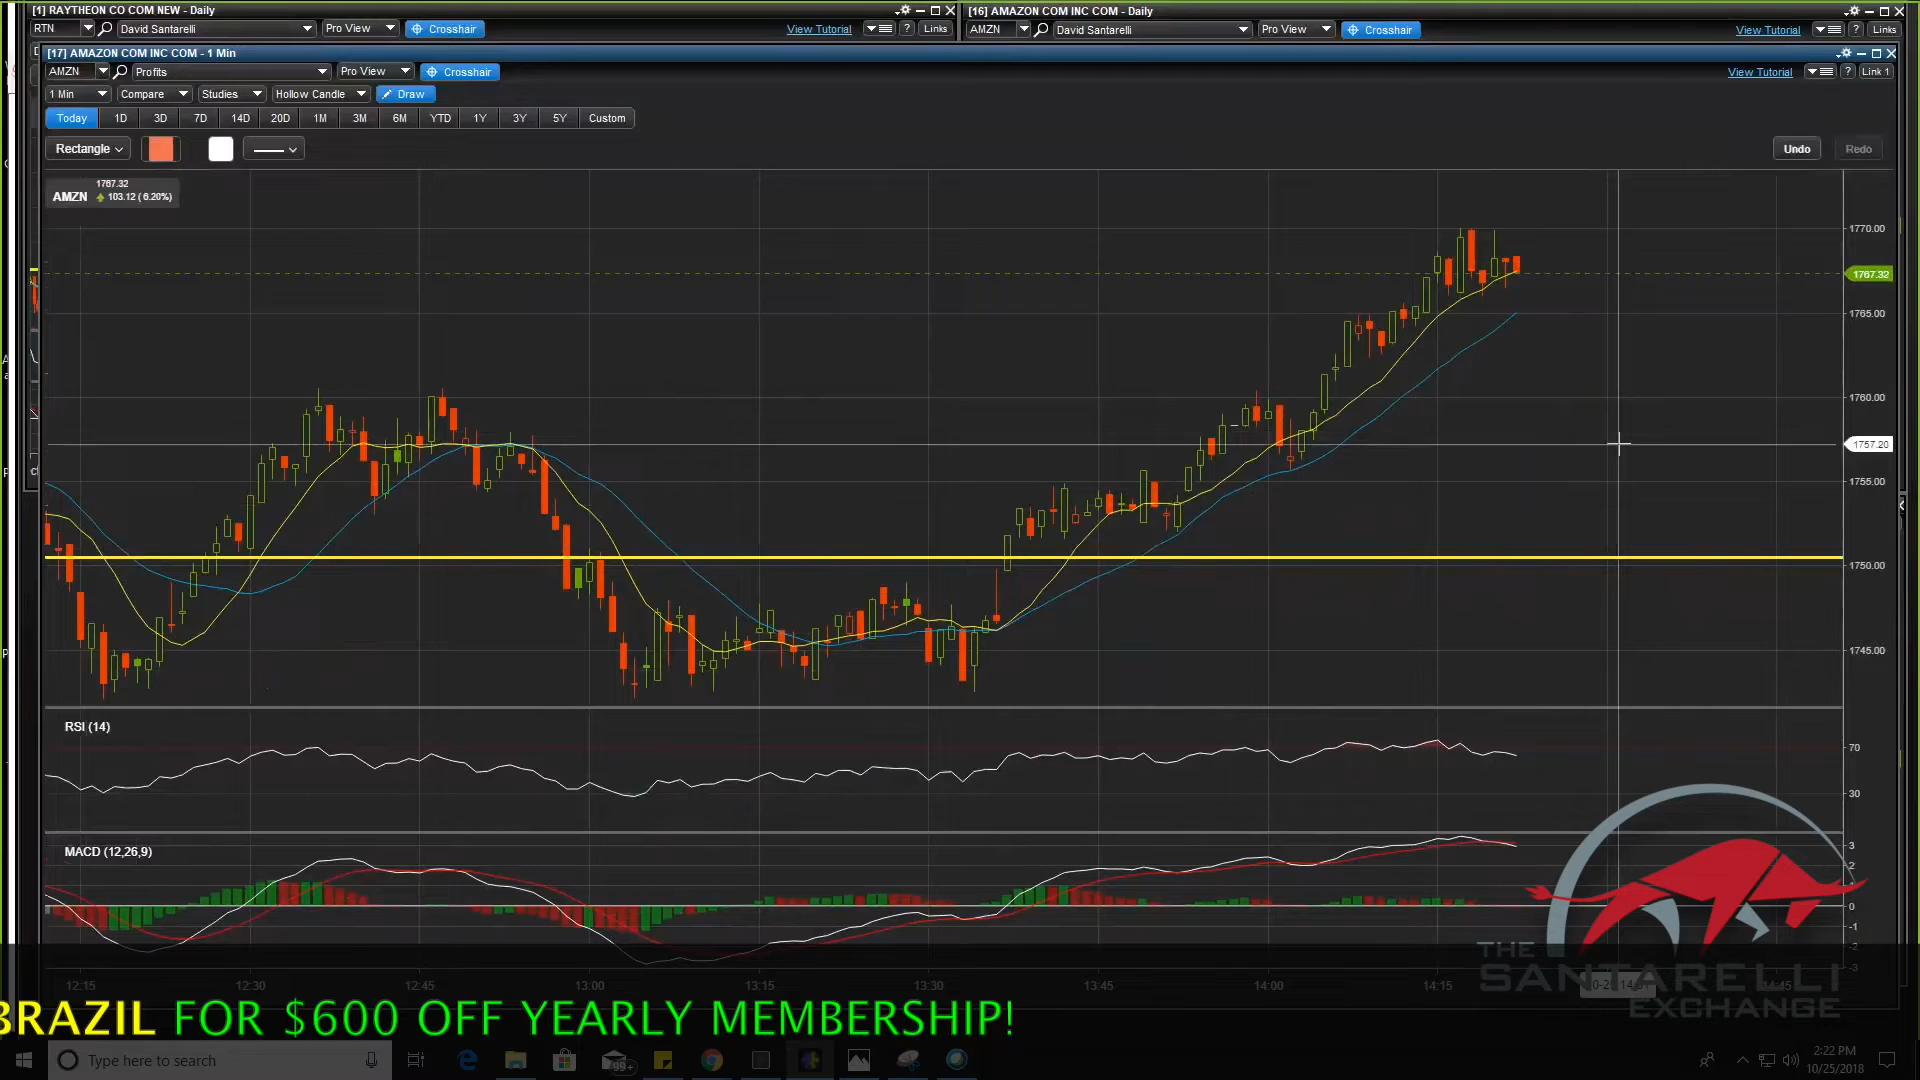 [1] RAYTHEON CO COM NEW - Daily
[16] AMAZON COM INC COM - Daily
RTN David Santarelli Pro View Crosshair View Tutorial ? Links
AMZN David Santarelli Pro View Crosshair View Tutorial ? Links
[17] AMAZON COM INC COM - 1 Min
AMZN Profits Pro View Crosshair View Tutorial ? Link 1
1 Min Compare Studies Hollow Candle Draw
Today 1D 3D 7D 14D 20D 1M 3M 6M YTD 1Y 3Y 5Y Custom
Rectangle Undo Redo
1767.32
AMZN 103.12 (6.20%)
1770.00
1767.32
1765.00
1760.00
1757.20
1755.00
1750.00
1745.00
RSI (14)
70
30
MACD (12,26,9)
3
2
0
-1
-2
-3
12:15 12:30 12:45 13:00 13:15 13:30 13:45 14:00 14:15 14:45
THE
SANTARELLI
EXCHANGE
BRAZIL FOR $600 OFF YEARLY MEMBERSHIP!
Type here to search
99+
2:22 PM
10/25/2018